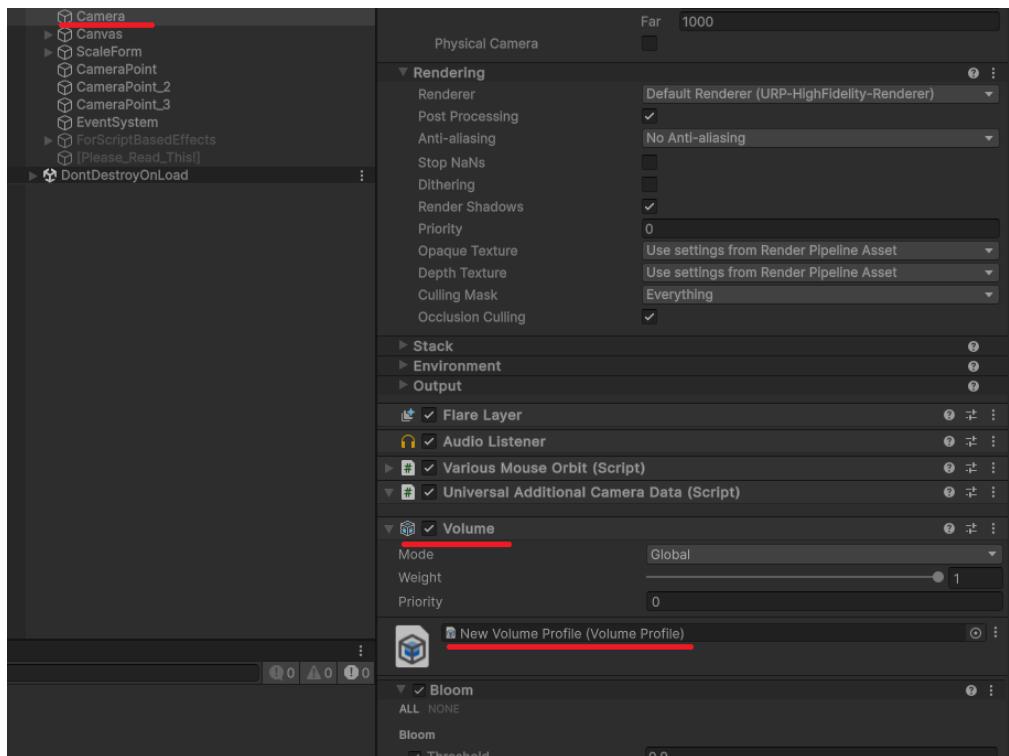 Camera
Canvas
ScaleForm
CameraPoint
CameraPoint_2
CameraPoint_3
EventSystem
ForScriptBasedEffects
[Please_Read_This!]
DontDestroyOnLoad
0 0 0
Far 1000
Physical Camera
Rendering
Renderer Default Renderer (URP-HighFidelity-Renderer)
Post Processing
Anti-aliasing No Anti-aliasing
Stop NaNs
Dithering
Render Shadows
Priority 0
Opaque Texture Use settings from Render Pipeline Asset
Depth Texture Use settings from Render Pipeline Asset
Culling Mask Everything
Occlusion Culling
Stack
Environment
Output
Flare Layer
Audio Listener
Various Mouse Orbit (Script)
Universal Additional Camera Data (Script)
Volume
Mode Global
Weight 1
Priority 0
New Volume Profile (Volume Profile)
Bloom
ALL NONE
Bloom
Threshold